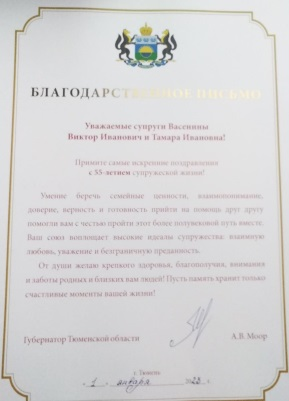 БЛАГОДАРСТВЕННОЕ ПИСЬМО
Уважаемые супруги Васенины
Виктор Иванович и Тамара Ивановна!
Примите самые искренние поздравления
с 55-летием супружеской жизни!
Умение беречь семейные ценности, взаимопонимание,
доверие, верность и готовность прийти на помощь друг другу
помогли вам с честью пройти этот более полувековой путь вместе.
Ваш союз воплощает высокие идеалы супружества: взаимную
любовь, уважение и безграничную преданность.
От души желаю крепкого здоровья, благополучия, внимания
и заботы родных и близких вам людей! Пусть память хранит только
счастливые моменты вашей жизни!
Губернатор Тюменской области А.В. Моор
г. Тюмень
1 января 2022 г.